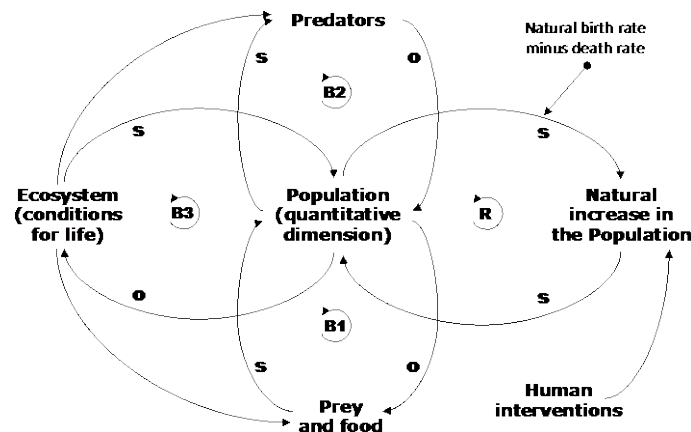 Predators
Natural birth rate
minus death rate
S
O
B2
S
S
Ecosystem
(conditions
for life)
B3
Population
(quantitative
dimension)
R
Natural
increase in
the Population
O
S
B1
S
O
Prey
and food
Human
interventions